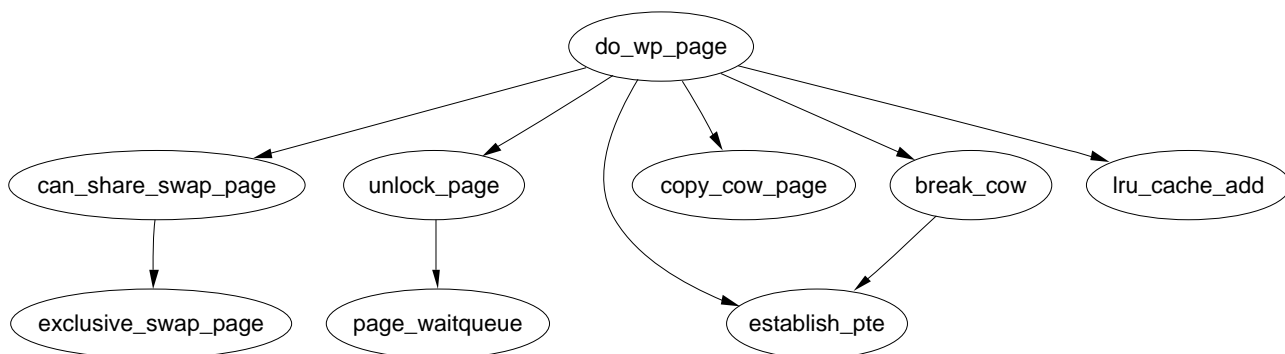 do_wp_page
can_share_swap_page
unlock_page
copy_cow_page
break_cow
lru_cache_add
exclusive_swap_page
page_waitqueue
establish_pte